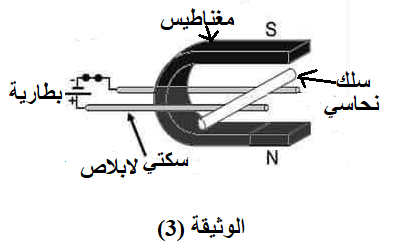 مغناطيس
S
سلك
نحاسي
بطارية
- +
سكتي لابلاص
N
الوثيقة (3)